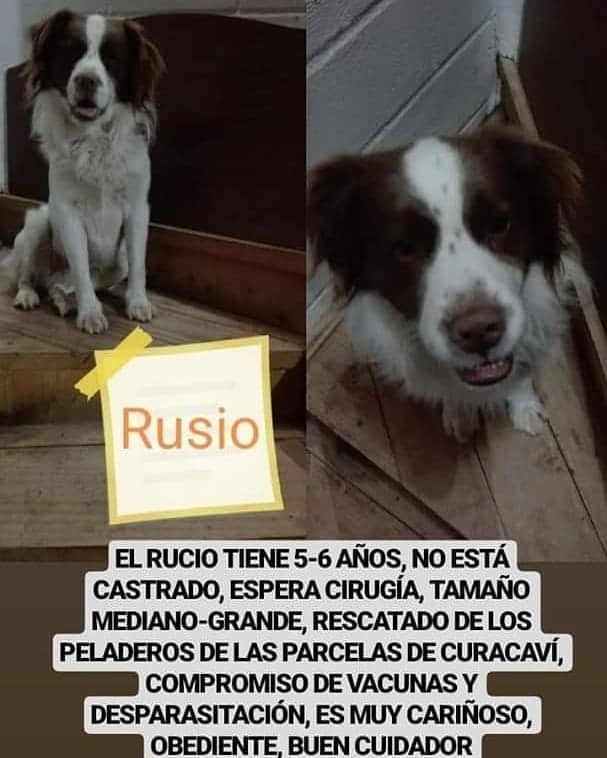 Rusio
EL RUCIO TIENE 5-6 AÑOS, NO ESTÁ
CASTRADO, ESPERA CIRUGÍA, TAMAÑO
MEDIANO-GRANDE, RESCATADO DE LOS
PELADEROS DE LAS PARCELAS DE CURACAVÍ,
COMPROMISO DE VACUNAS Y
DESPARASITACIÓN, ES MUY CARIÑOSO,
OBEDIENTE, BUEN CUIDADOR